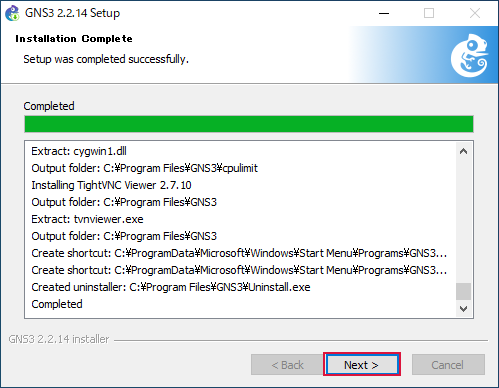 GNS3 2.2.14 Setup
Installation Complete
Setup was completed successfully.
Completed
Extract: cygwin1.dll
Output folder: C:¥Program Files¥GNS3¥cpulimit
Installing TightVNC Viewer 2.7.10
Output folder: C:¥Program Files¥GNS3
Extract: tvnviewer.exe
Output folder: C:¥Program Files¥GNS3
Create shortcut: C:¥ProgramData¥Microsoft¥Windows¥Start Menu¥Programs¥GNS3...
Create shortcut: C:¥ProgramData¥Microsoft¥Windows¥Start Menu¥Programs¥GNS3...
Created uninstaller: C:¥Program Files¥GNS3¥Uninstall.exe
Completed
GNS3 2.2.14 installer
< Back
Next >
Cancel